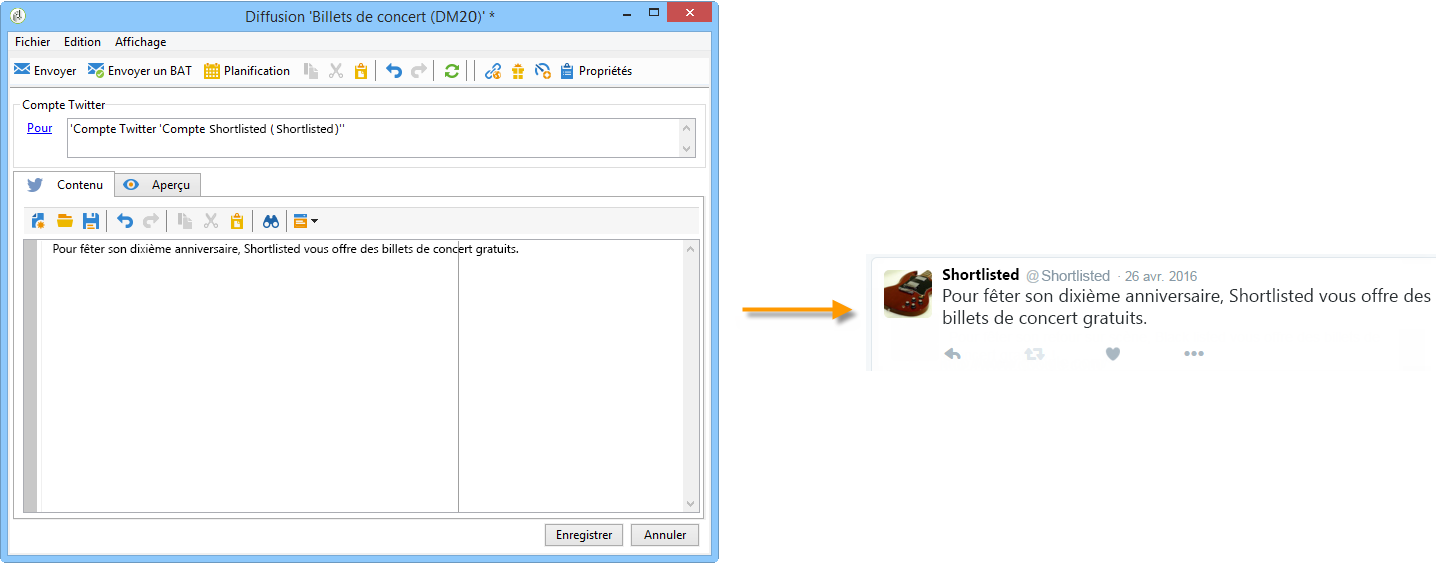 Diffusion 'Billets de concert (DM20)' *
Fichier Edition Affichage
Envoyer Envoyer un BAT Planification Propriétés
Compte Twitter
Pour 'Compte Twitter 'Compte Shortlisted ( Shortlisted)''
Contenu Aperçu
Pour fêter son dixième anniversaire, Shortlisted vous offre des billets de concert gratuits.
Enregistrer Annuler
Shortlisted @Shortlisted · 26 avr. 2016
Pour fêter son dixième anniversaire, Shortlisted vous offre des
billets de concert gratuits.